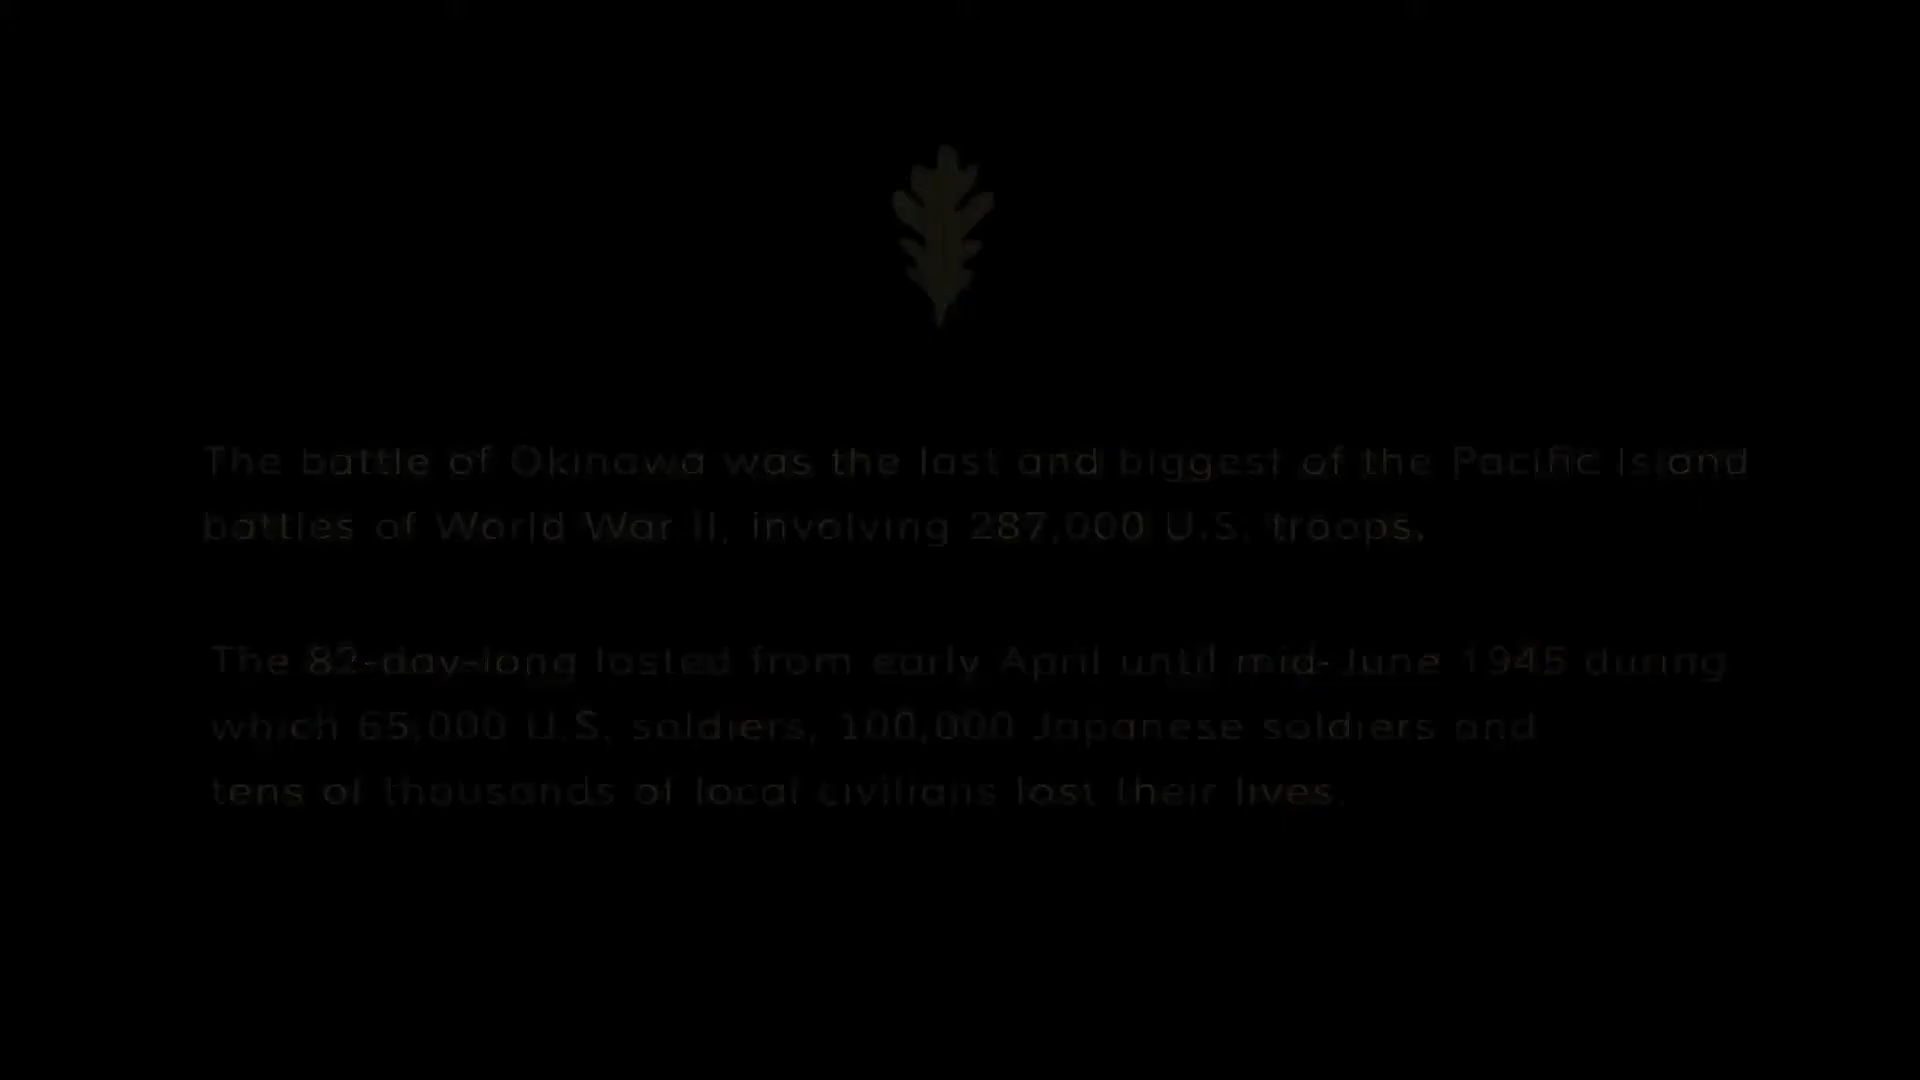 The battle of Okinawa was the last and biggest of the Pacific Island
battles of World War II, involving 287,000 U.S. troops.
The 82-day-long lasted from early April until mid-June 1945 during
which 65,000 U.S. soldiers, 100,000 Japanese soldiers and
tens of thousands of local civilians lost their lives.